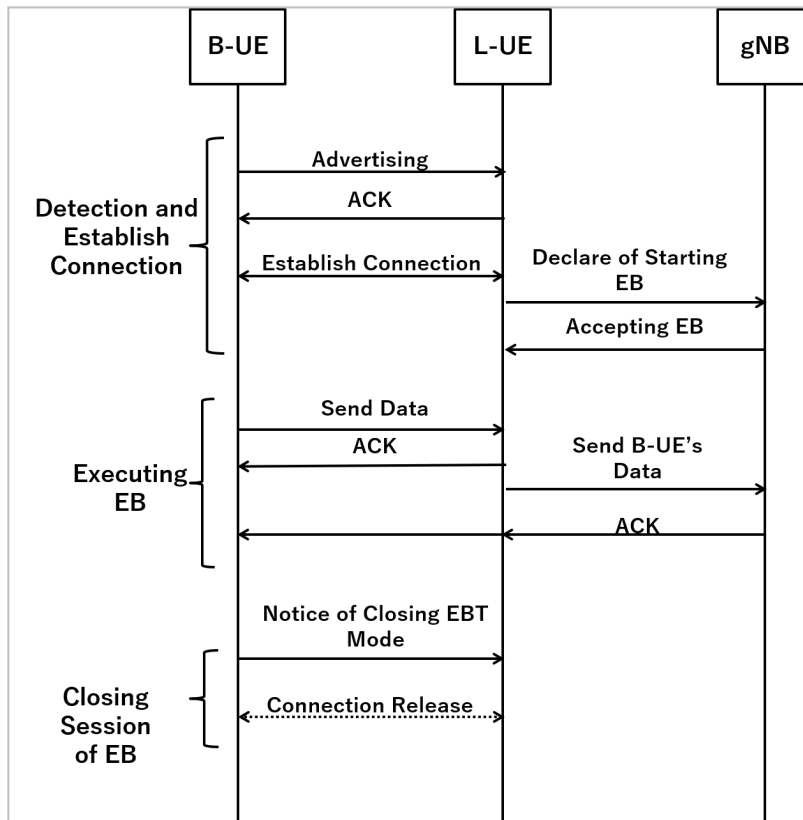 B-UE
L-UE
gNB
Advertising
ACK
Detection and
Establish
Connection
Establish Connection
Declare of Starting
EB
Accepting EB
Send Data
ACK
Send B-UE's
Data
Executing
EB
ACK
Notice of Closing EBT
Mode
Closing
Session
of EB
Connection Release